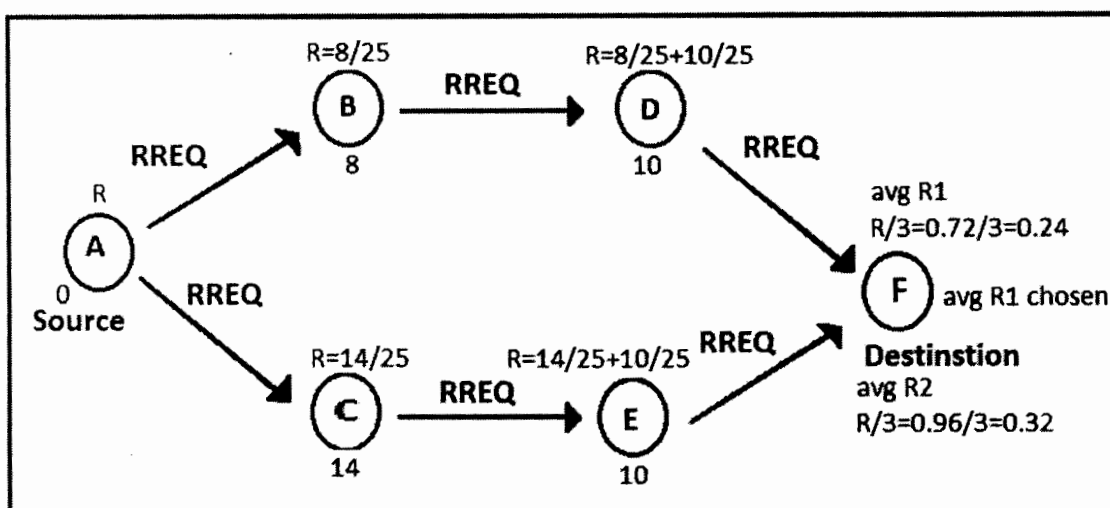 R=8/25
R=8/25+10/25
B
RREQ
D
RREQ
8
10
RREQ
R
A
0
Source
avg R1
R/3=0.72/3=0.24
F
avg R1 chosen
Destinstion
avg R2
R/3=0.96/3=0.32
RREQ
R=14/25
R=14/25+10/25
RREQ
C
RREQ
E
14
10